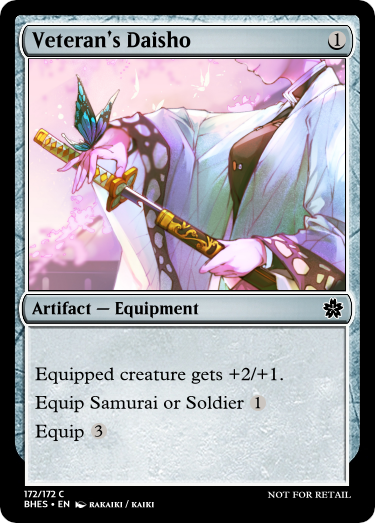 Veteran's Daisho 1
Artifact — Equipment
Equipped creature gets +2/+1.
Equip Samurai or Soldier 1
Equip 3
172/172 C
BHES • EN RAKAIKI / KAIKI
NOT FOR RETAIL